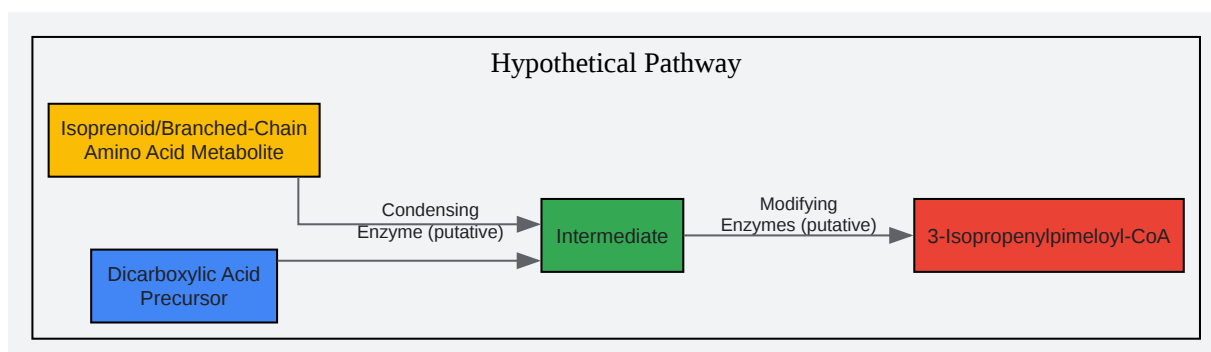 Hypothetical Pathway
Isoprenoid/Branched-Chain
Amino Acid Metabolite
Condensing
Enzyme (putative)
Dicarboxylic Acid
Precursor
Intermediate
Modifying
Enzymes (putative)
3-Isopropenylpimeloyl-CoA